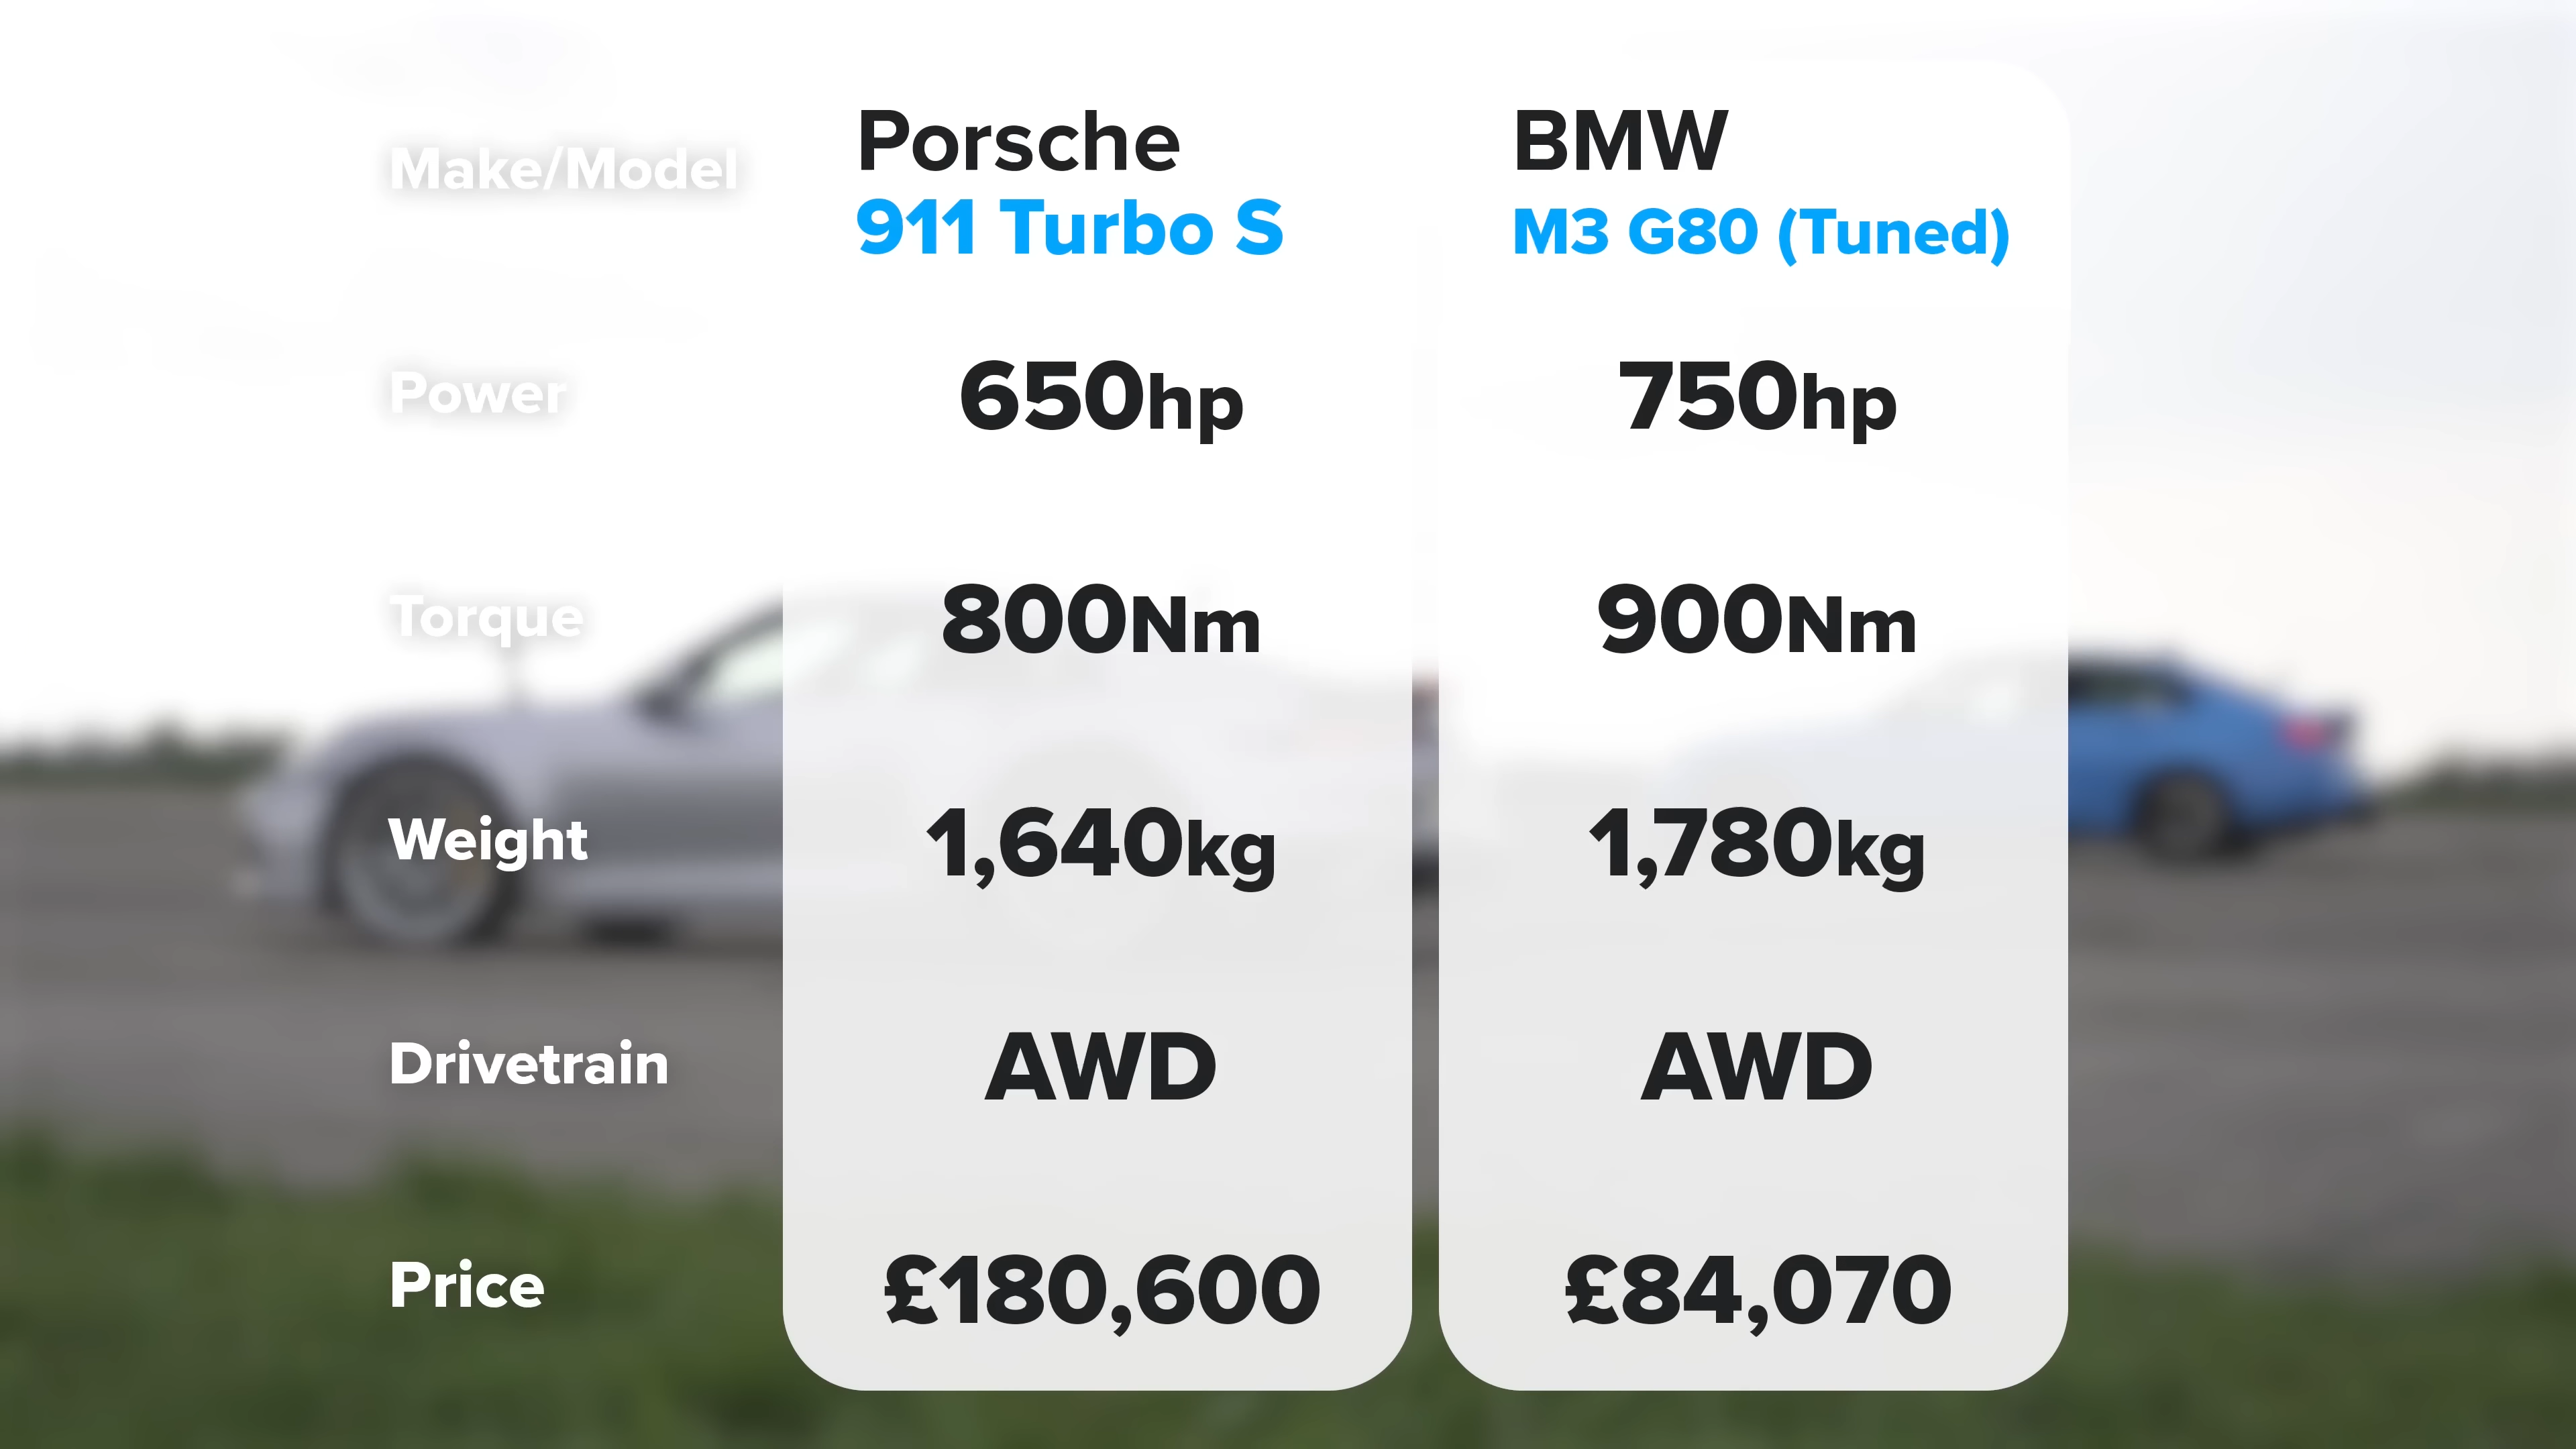 Make/Model
Porsche
911 Turbo S
BMW
M3 G80 (Tuned)
Power
650hp
750hp
Torque
800Nm
900Nm
Weight
1,640kg
1,780kg
Drivetrain
AWD
AWD
Price
£180,600
£84,070